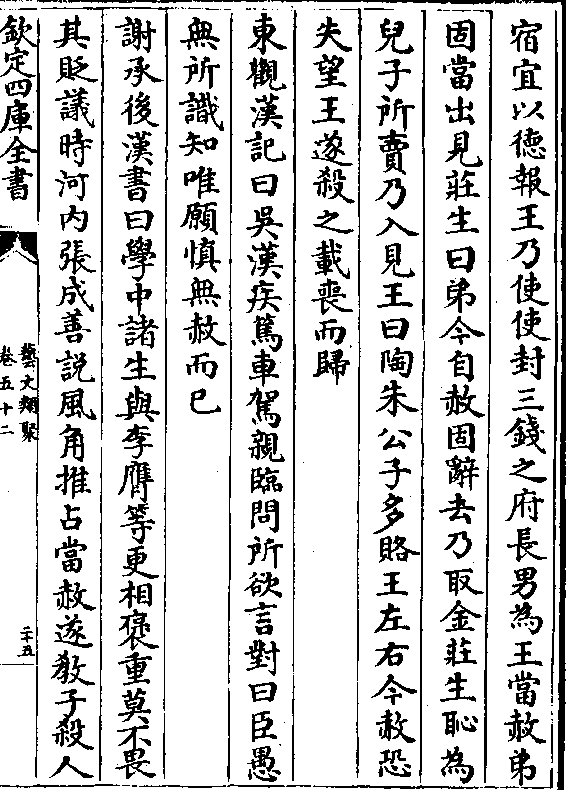 宿宜以徳報王乃使使封三錢之府長男為王當赦弟
固當出見莊生曰弟今自赦固辭去乃取金莊生恥為
兒子所賣乃入見王曰陶朱公子多賂王左右今赦恐
失望王遂殺之載喪而歸
東觀漢記曰吳漢疾篤車駕親臨問所欲言對曰臣愚
無所識知唯願慎無赦而已
謝承後漢書曰學中諸生與李膺等更相褒重莫不畏
其貶議時河内張成善説風角推占當赦遂教子殺人
欽定四庫全書
藝文類聚
卷五十二
二十五